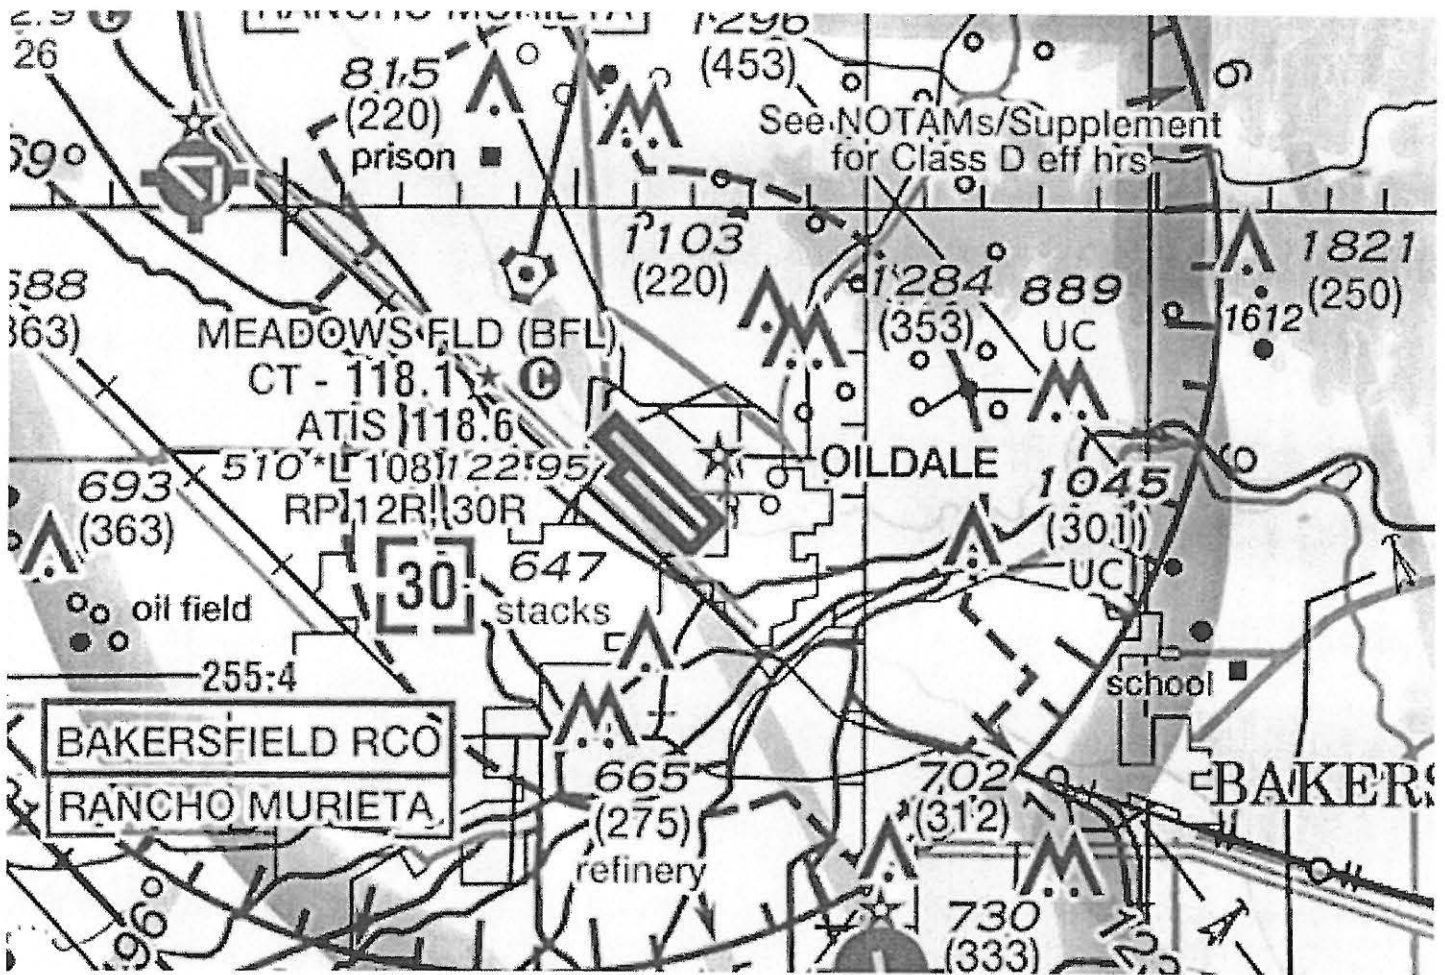 RANCHO MURIETA
26
815
(220)
prison
1296
(453)
See NOTAMs/Supplement
for Class D eff hrs
69°
1103
(220)
1284
(353)
889
UC
1821
(250)
1612
688
363)
MEADOWS FLD (BFL)
CT - 118.1 ★ C
ATIS 118.6
510 *L 108 122.95
RP 12R, 30R
OILDALE
1045
(301)
UC
693
(363)
30
647
stacks
oil field
255.4
BAKERSFIELD RCO
RANCHO MURIETA
school
665
(275)
refinery
702
(312)
BAKERS
730
(333)
96°